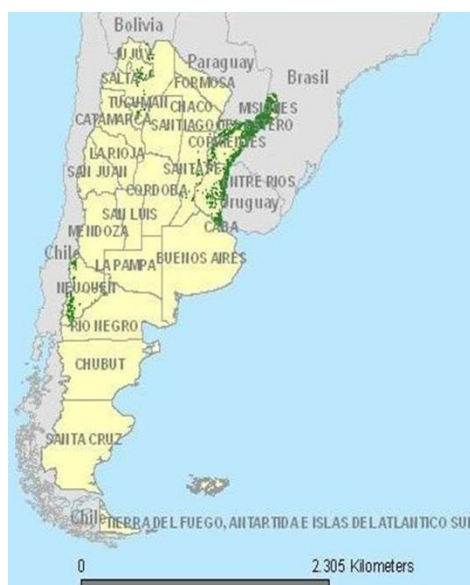 Bolivia
JUJUY
Paraguay
SALTA
FORMOSA
Brasil
TUCUMAN
CHACO
MISIONES
CATAMARCA
SANTIAGO DEL ESTERO
CORRIENTES
LA RIOJA
SANTA FE
SAN JUAN
CORDOBA
ENTRE RIOS
SAN LUIS
Uruguay
MENDOZA
CABA
Chile
LA PAMPA
BUENOS AIRES
NEUQUEN
RIO NEGRO
CHUBUT
SANTA CRUZ
Chile
TIERRA DEL FUEGO, ANTARTIDA E ISLAS DEL ATLANTICO SU
0 2.305 Kilometers